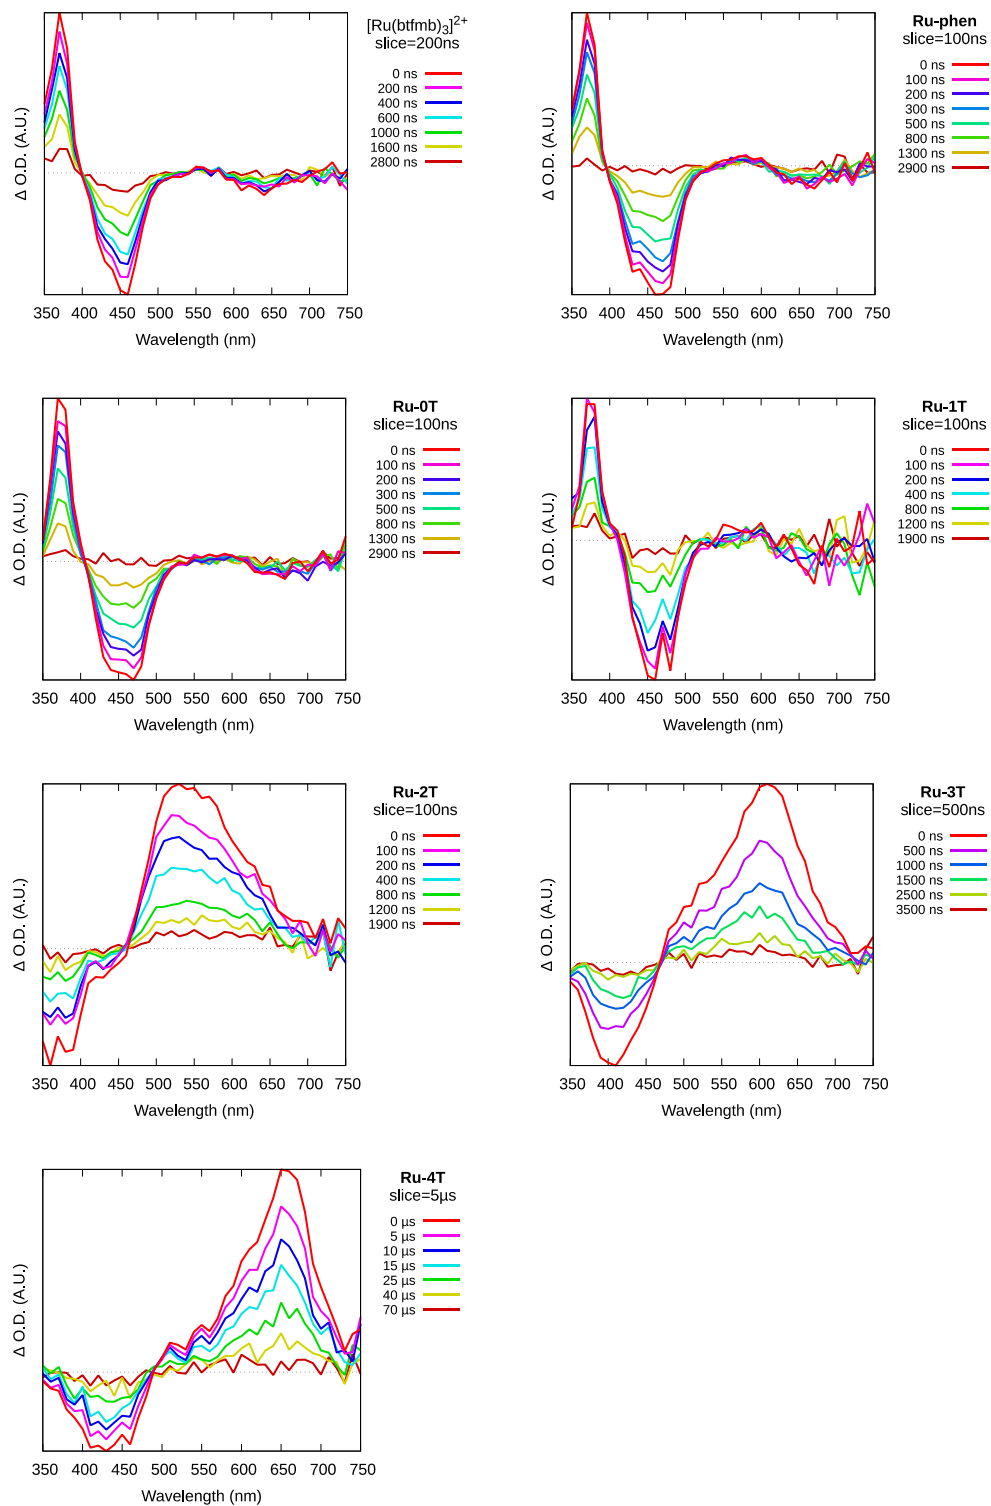 [Ru(btfmb)₃]²⁺
slice=200ns
0 ns
200 ns
400 ns
600 ns
1000 ns
1600 ns
2800 ns
Δ O.D. (A.U.)
350 400 450 500 550 600 650 700 750
Wavelength (nm)
Ru-phen
slice=100ns
0 ns
100 ns
200 ns
300 ns
500 ns
800 ns
1300 ns
2900 ns
Δ O.D. (A.U.)
350 400 450 500 550 600 650 700 750
Wavelength (nm)
Ru-0T
slice=100ns
0 ns
100 ns
200 ns
300 ns
500 ns
800 ns
1300 ns
2900 ns
Δ O.D. (A.U.)
350 400 450 500 550 600 650 700 750
Wavelength (nm)
Ru-1T
slice=100ns
0 ns
100 ns
200 ns
400 ns
800 ns
1200 ns
1900 ns
Δ O.D. (A.U.)
350 400 450 500 550 600 650 700 750
Wavelength (nm)
Ru-2T
slice=100ns
0 ns
100 ns
200 ns
400 ns
800 ns
1200 ns
1900 ns
Δ O.D. (A.U.)
350 400 450 500 550 600 650 700 750
Wavelength (nm)
Ru-3T
slice=500ns
0 ns
500 ns
1000 ns
1500 ns
2500 ns
3500 ns
Δ O.D. (A.U.)
350 400 450 500 550 600 650 700 750
Wavelength (nm)
Ru-4T
slice=5µs
0 µs
5 µs
10 µs
15 µs
25 µs
40 µs
70 µs
Δ O.D. (A.U.)
350 400 450 500 550 600 650 700 750
Wavelength (nm)